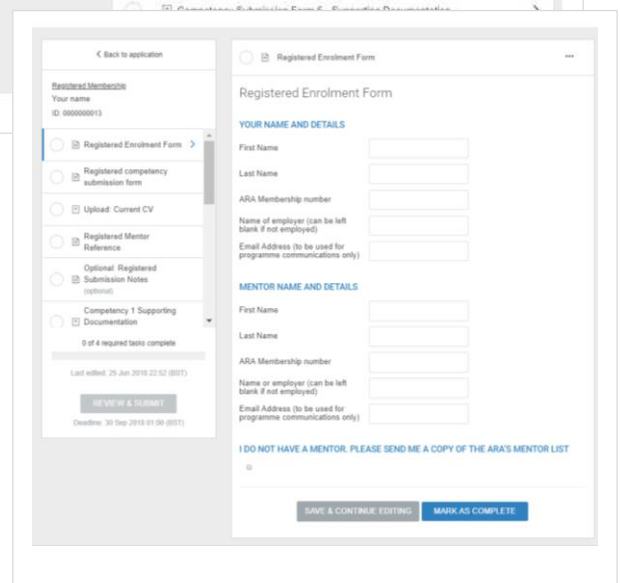 Competency Submission Form 5 - Supporting Documentation
Back to application
Registered Membership
Your name
ID: 0000000013
Registered Enrolment Form
Registered competency
submission form
Upload: Current CV
Registered Mentor
Reference
Optional: Registered
Submission Notes
(optional)
Competency 1 Supporting
Documentation
0 of 4 required tasks complete
Last edited: 25 Jun 2018 22:52 (BST)
REVIEW & SUBMIT
Deadline: 30 Sep 2018 01:00 (BST)
Registered Enrolment Form
...
Registered Enrolment Form
YOUR NAME AND DETAILS
First Name
Last Name
ARA Membership number
Name of employer (can be left
blank if not employed)
Email Address (to be used for
programme communications only)
MENTOR NAME AND DETAILS
First Name
Last Name
ARA Membership number
Name or employer (can be left
blank if not employed)
Email Address (to be used for
programme communications only)
I DO NOT HAVE A MENTOR. PLEASE SEND ME A COPY OF THE ARA'S MENTOR LIST
SAVE & CONTINUE EDITING
MARK AS COMPLETE